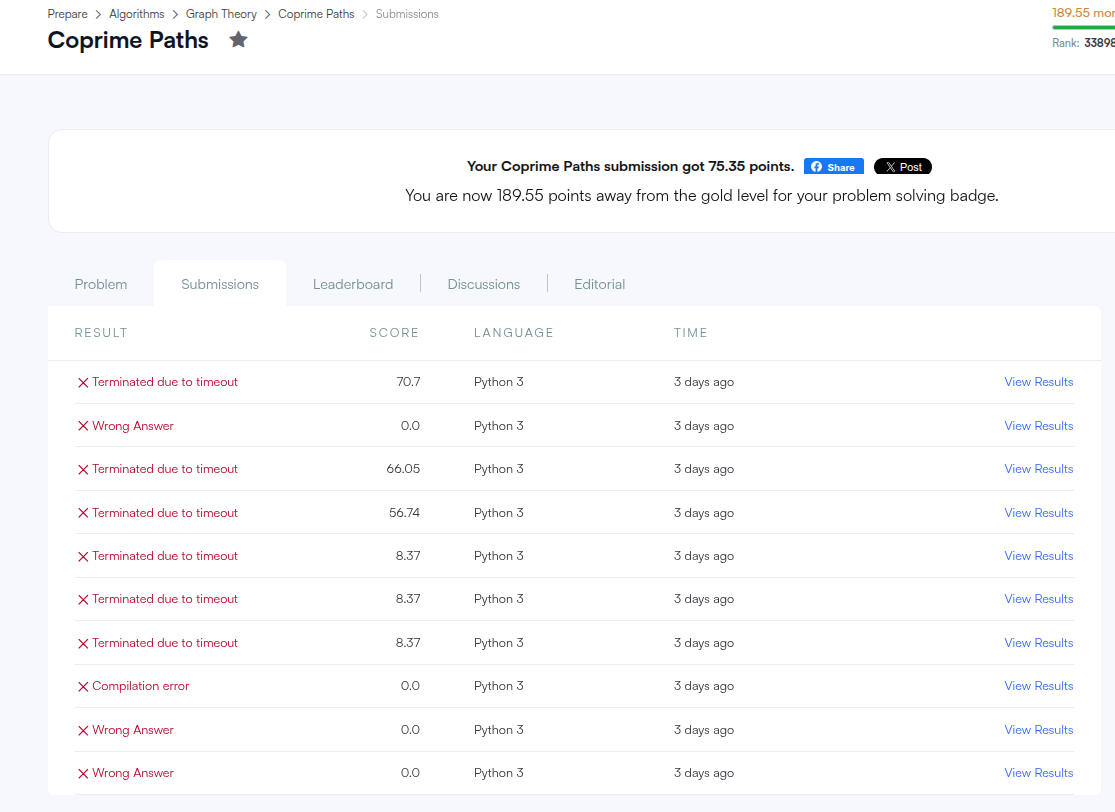 Prepare > Algorithms > Graph Theory > Coprime Paths > Submissions
189.55 mor
Coprime Paths
Rank: 33898
Your Coprime Paths submission got 75.35 points. Share Post
You are now 189.55 points away from the gold level for your problem solving badge.
Problem Submissions Leaderboard Discussions Editorial
RESULT SCORE LANGUAGE TIME
Terminated due to timeout 70.7 Python 3 3 days ago View Results
Wrong Answer 0.0 Python 3 3 days ago View Results
Terminated due to timeout 66.05 Python 3 3 days ago View Results
Terminated due to timeout 56.74 Python 3 3 days ago View Results
Terminated due to timeout 8.37 Python 3 3 days ago View Results
Terminated due to timeout 8.37 Python 3 3 days ago View Results
Terminated due to timeout 8.37 Python 3 3 days ago View Results
Compilation error 0.0 Python 3 3 days ago View Results
Wrong Answer 0.0 Python 3 3 days ago View Results
Wrong Answer 0.0 Python 3 3 days ago View Results